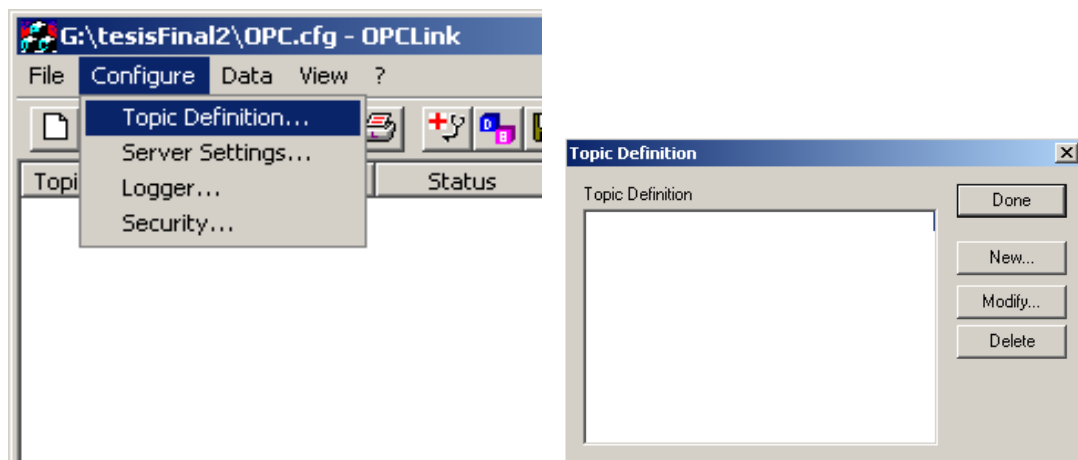 G:\tesisFinal2\OPC.cfg - OPCLink
File Configure Data View ?
Topic Definition...
Server Settings...
Logger...
Security...
Topi Status
Topic Definition
Topic Definition
Done
New...
Modify...
Delete